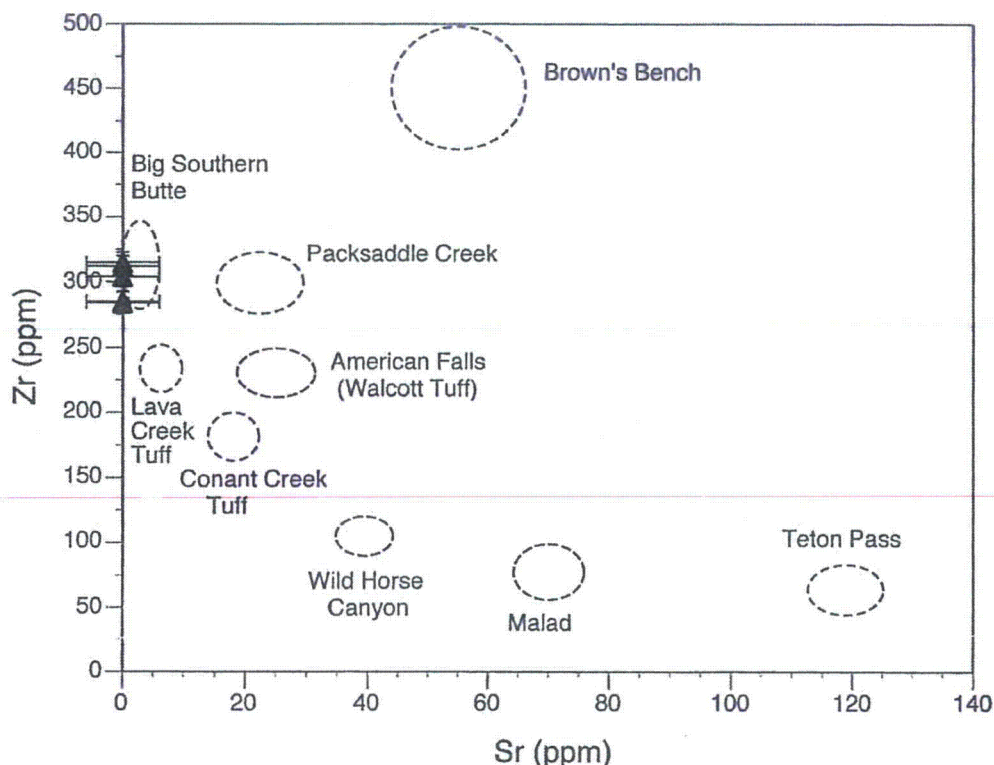 500
450
400
350
300
250
200
150
100
50
0
Zr (ppm)
Brown's Bench
Big Southern
Butte
Packsaddle Creek
American Falls
(Walcott Tuff)
Lava
Creek
Tuff
Conant Creek
Tuff
Wild Horse
Canyon
Malad
Teton Pass
0
20
40
60
80
100
120
140
Sr (ppm)